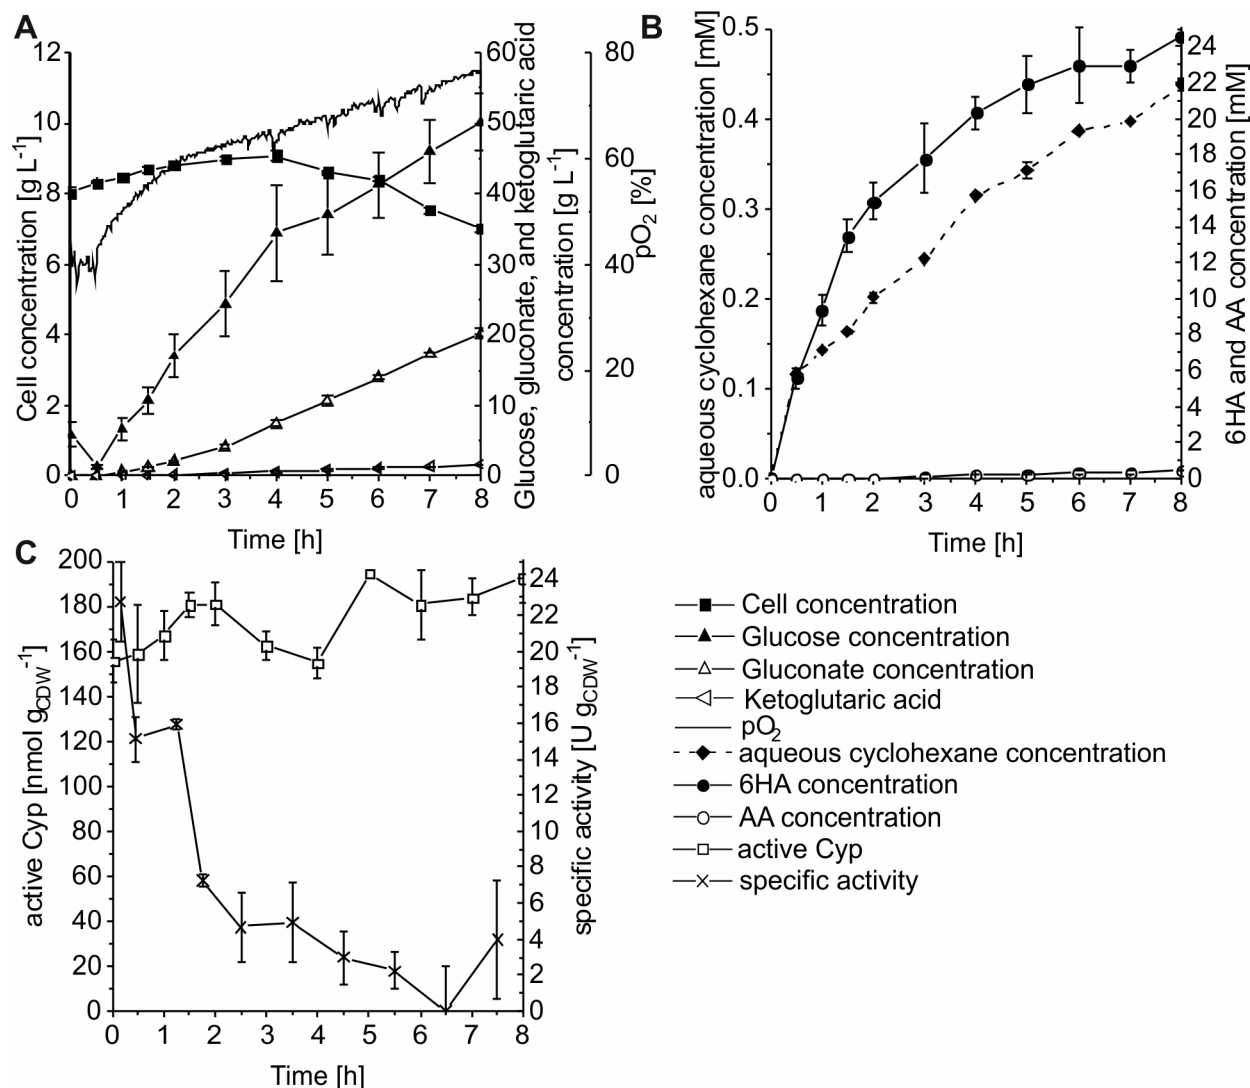 A
12
10
8
6
4
2
0
Cell concentration [g L⁻¹]
60
50
40
30
20
10
0
Glucose, gluconate, and ketoglutaric acid
concentration [g L⁻¹]
80
60
40
20
0
pO₂ [%]
0 1 2 3 4 5 6 7 8
Time [h]
B
0.5
0.4
0.3
0.2
0.1
0.0
aqueous cyclohexane concentration [mM]
24
22
20
18
16
14
12
10
8
6
4
2
0
6HA and AA concentration [mM]
0 1 2 3 4 5 6 7 8
Time [h]
C
200
180
160
140
120
100
80
60
40
20
0
active Cyp [nmol gCDW⁻¹]
24
22
20
18
16
14
12
10
8
6
4
2
0
specific activity [U gCDW⁻¹]
0 1 2 3 4 5 6 7 8
Time [h]
Cell concentration
Glucose concentration
Gluconate concentration
Ketoglutaric acid
pO₂
aqueous cyclohexane concentration
6HA concentration
AA concentration
active Cyp
specific activity